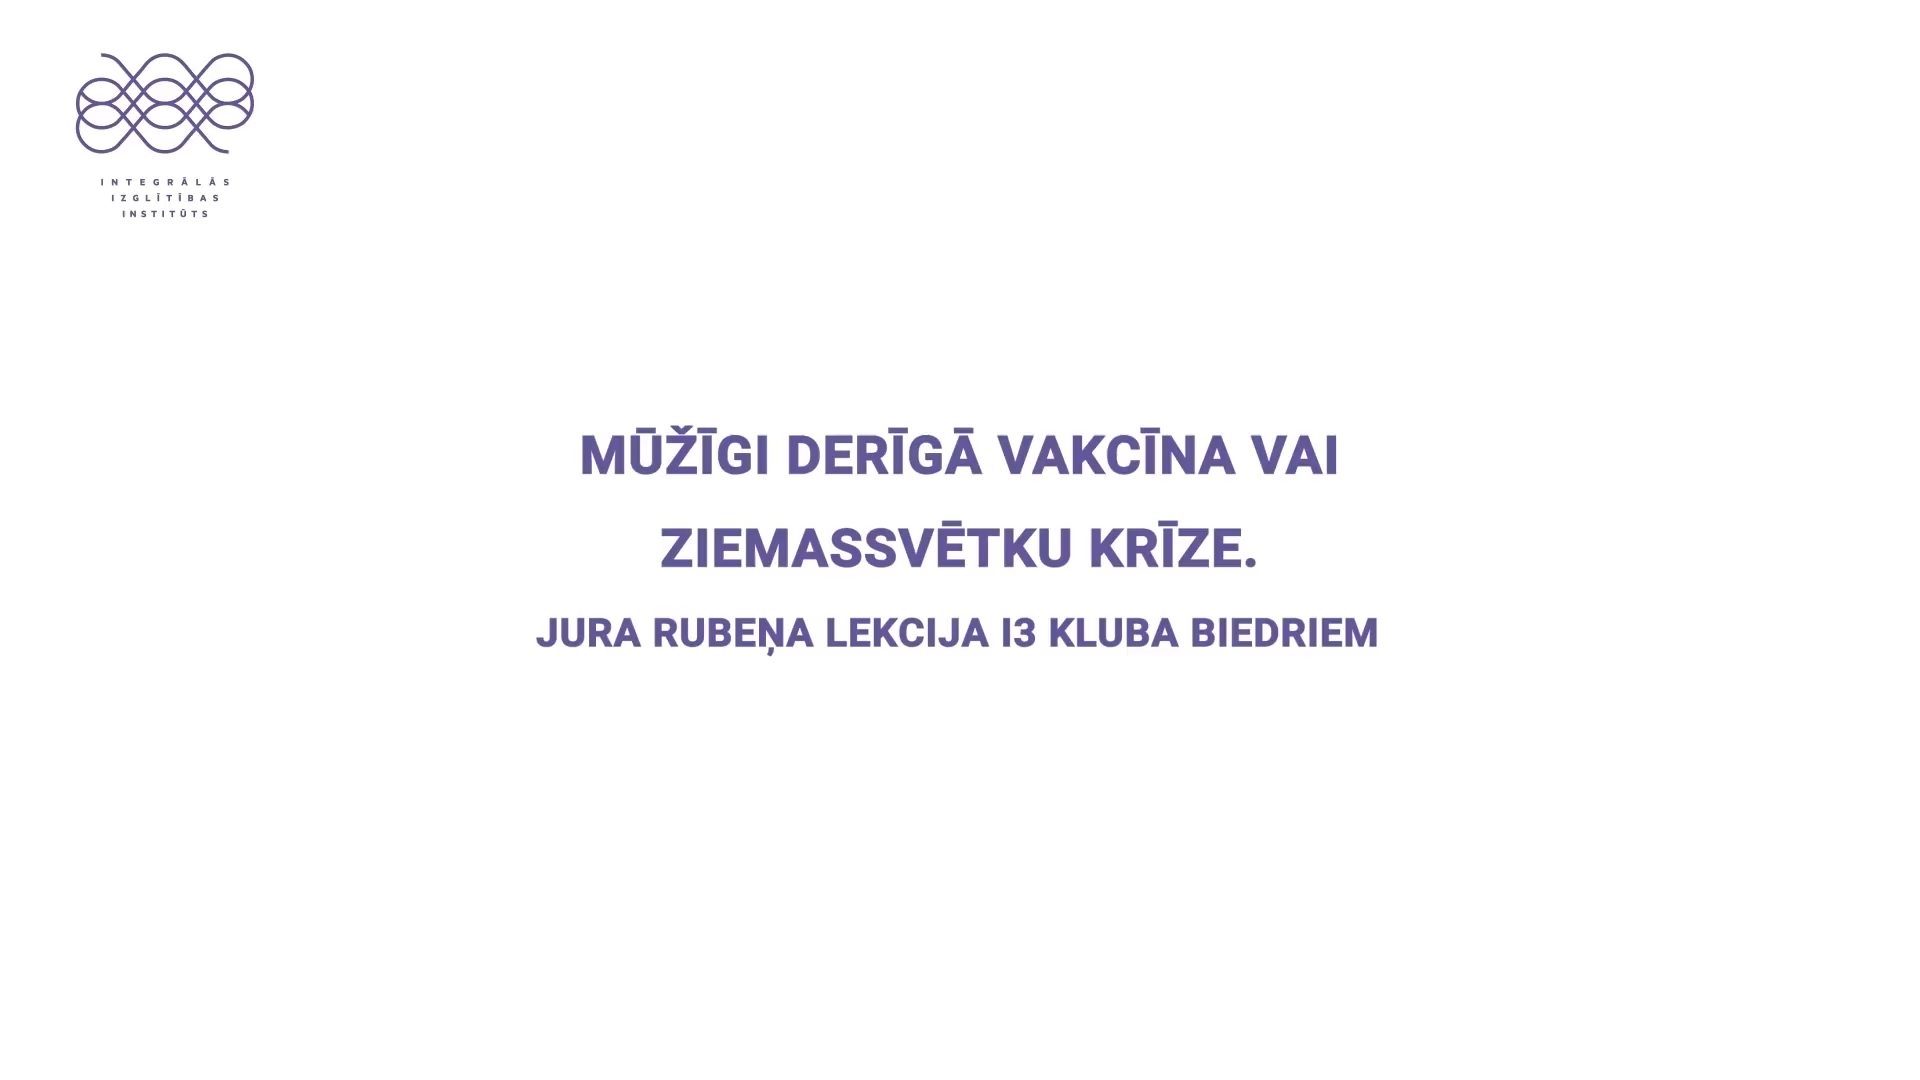 INTEGRĀLĀS
IZGLĪTĪBAS
INSTITŪTS
MŪŽĪGI DERĪGĀ VAKCĪNA VAI
ZIEMASSVĒTKU KRĪZE.
JURA RUBEŅA LEKCIJA I3 KLUBA BIEDRIEM